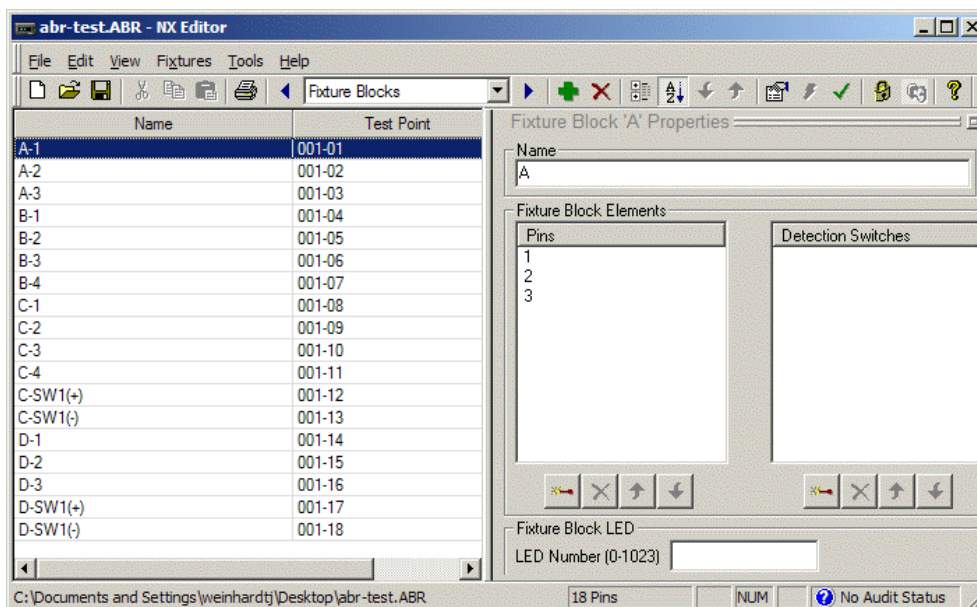 abr-test.ABR - NX Editor
File Edit View Fixtures Tools Help
Fixture Blocks
Name Test Point
A-1 001-01
A-2 001-02
A-3 001-03
B-1 001-04
B-2 001-05
B-3 001-06
B-4 001-07
C-1 001-08
C-2 001-09
C-3 001-10
C-4 001-11
C-SW1(+) 001-12
C-SW1(-) 001-13
D-1 001-14
D-2 001-15
D-3 001-16
D-SW1(+) 001-17
D-SW1(-) 001-18
Fixture Block 'A' Properties
Name
A
Fixture Block Elements
Pins Detection Switches
1
2
3
Fixture Block LED
LED Number (0-1023)
C:\Documents and Settings\weinhardtj\Desktop\abr-test.ABR 18 Pins NUM No Audit Status